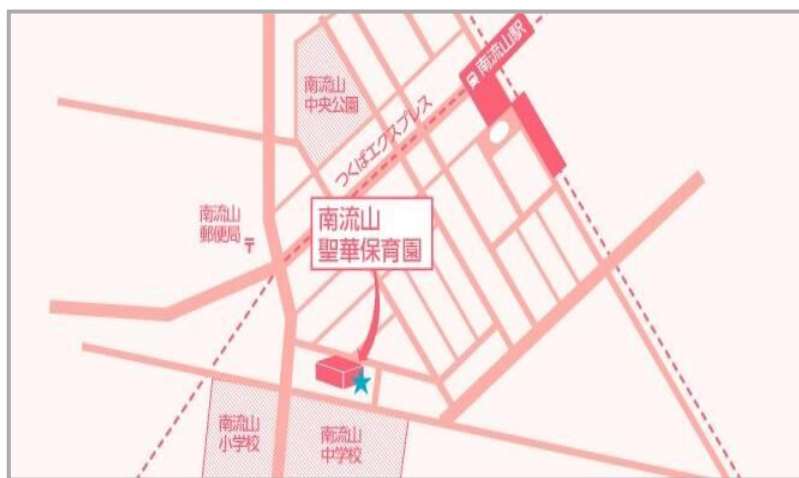 南流山駅
南流山
中央公園
つくばエクスプレス
南流山
郵便局
〒
南流山
聖華保育園
南流山
小学校
南流山
中学校